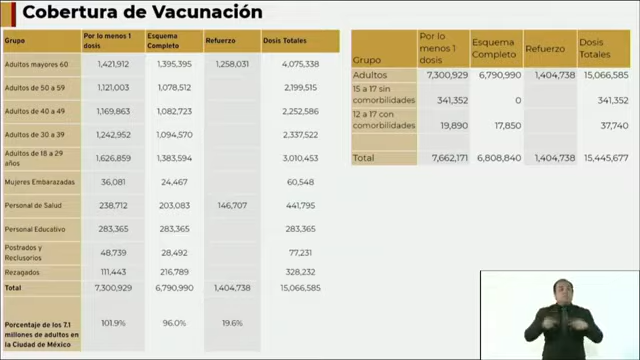 Cobertura de Vacunación
Grupo Por lo menos 1 dosis Esquema Completo Refuerzo Dosis Totales
Adultos mayores 60 1,421,912 1,395,395 1,258,031 4,075,338
Adultos de 50 a 59 1,121,003 1,078,512 2,199,515
Adultos de 40 a 49 1,169,863 1,082,723 2,252,586
Adultos de 30 a 39 1,242,952 1,094,570 2,337,522
Adultos de 18 a 29 años 1,626,859 1,383,594 3,010,453
Mujeres Embarazadas 36,081 24,467 60,548
Personal de Salud 238,712 203,083 146,707 441,795
Personal Educativo 283,365 283,365 283,365
Postrados y Reclusorios 48,739 28,492 77,231
Rezagados 111,443 216,789 328,232
Total 7,300,929 6,790,990 1,404,738 15,066,585
Porcentaje de los 7.1 millones de adultos en la Ciudad de México 101.9% 96.0% 19.6%
Grupo Por lo menos 1 dosis Esquema Completo Refuerzo Dosis Totales
Adultos 7,300,929 6,790,990 1,404,738 15,066,585
15 a 17 sin comorbilidades 341,352 0 341,352
12 a 17 con comorbilidades 19,890 17,850 37,740
Total 7,662,171 6,808,840 1,404,738 15,445,677